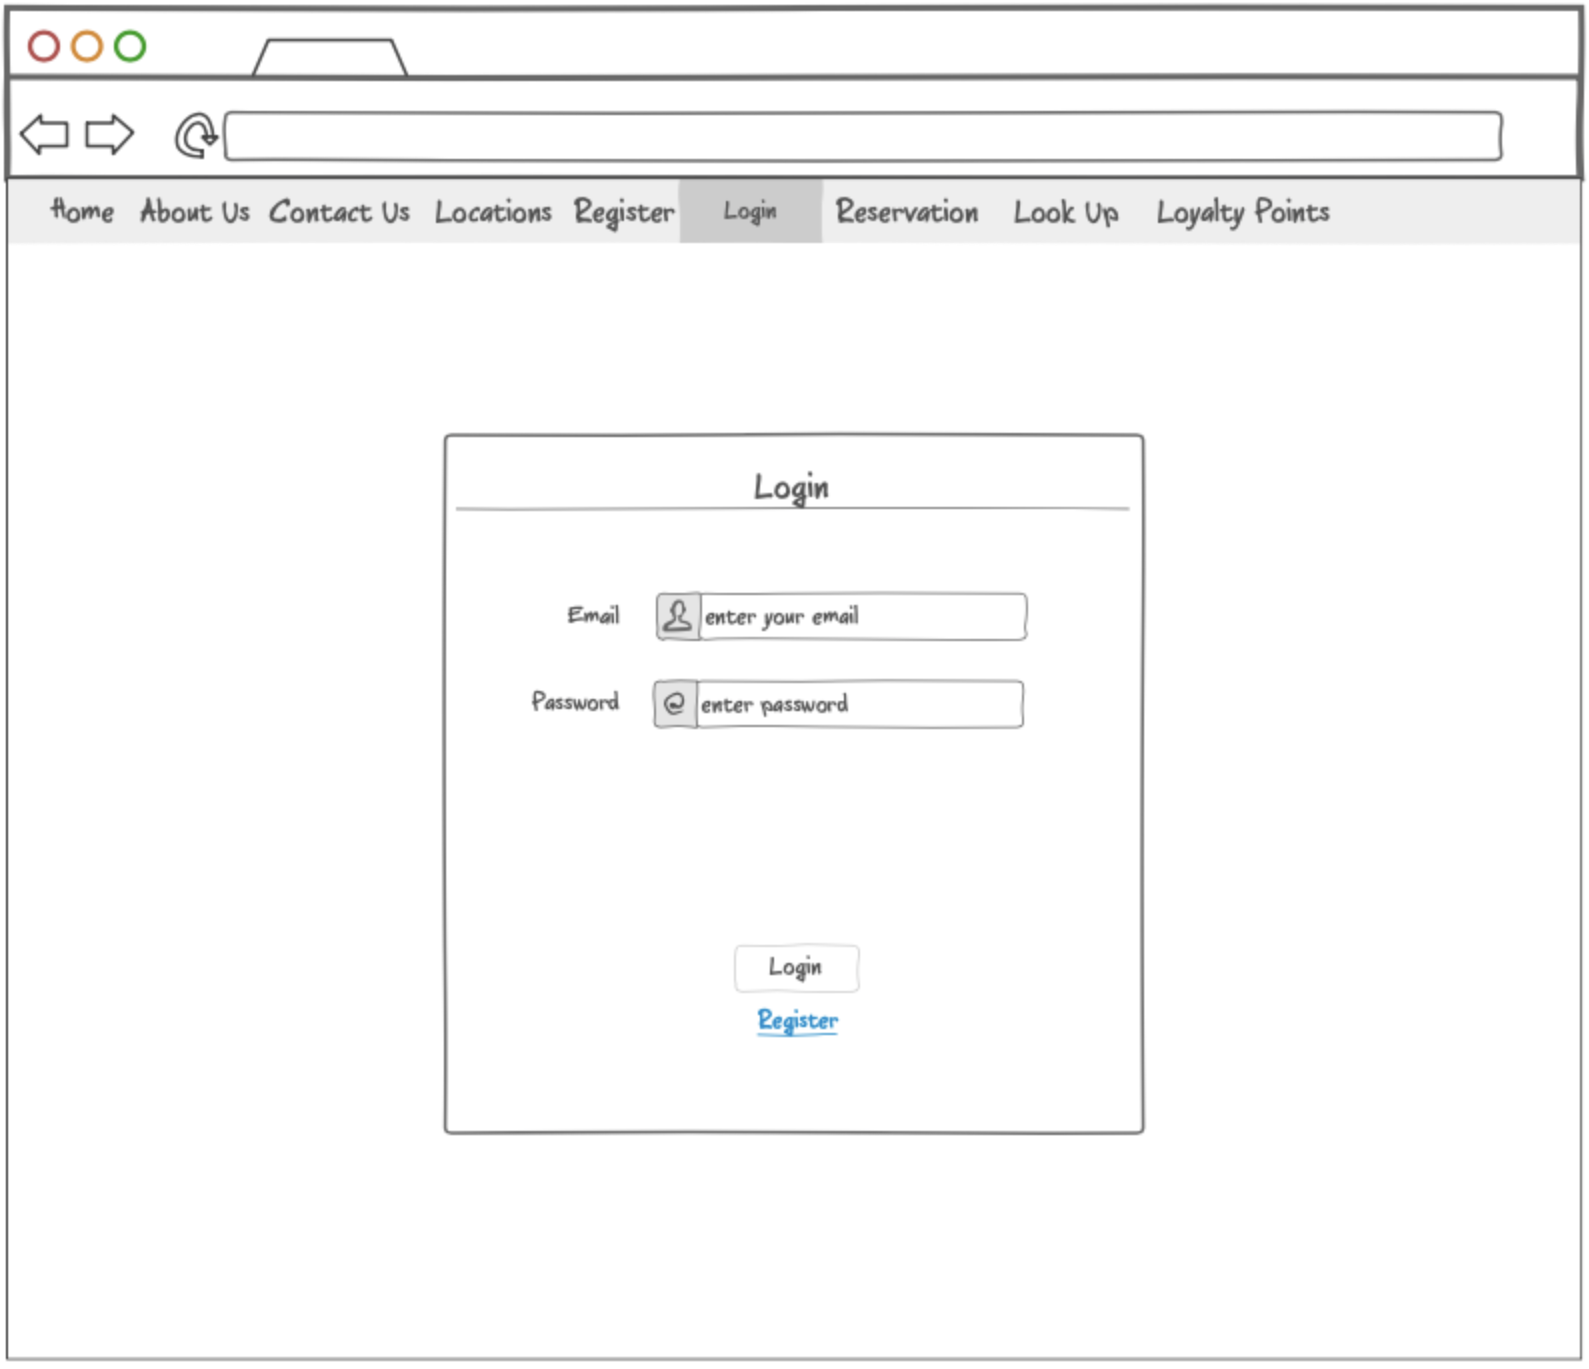 Home About Us Contact Us Locations Register Login Reservation Look Up Loyalty Points
Login
Email enter your email
Password @ enter password
Login
Register